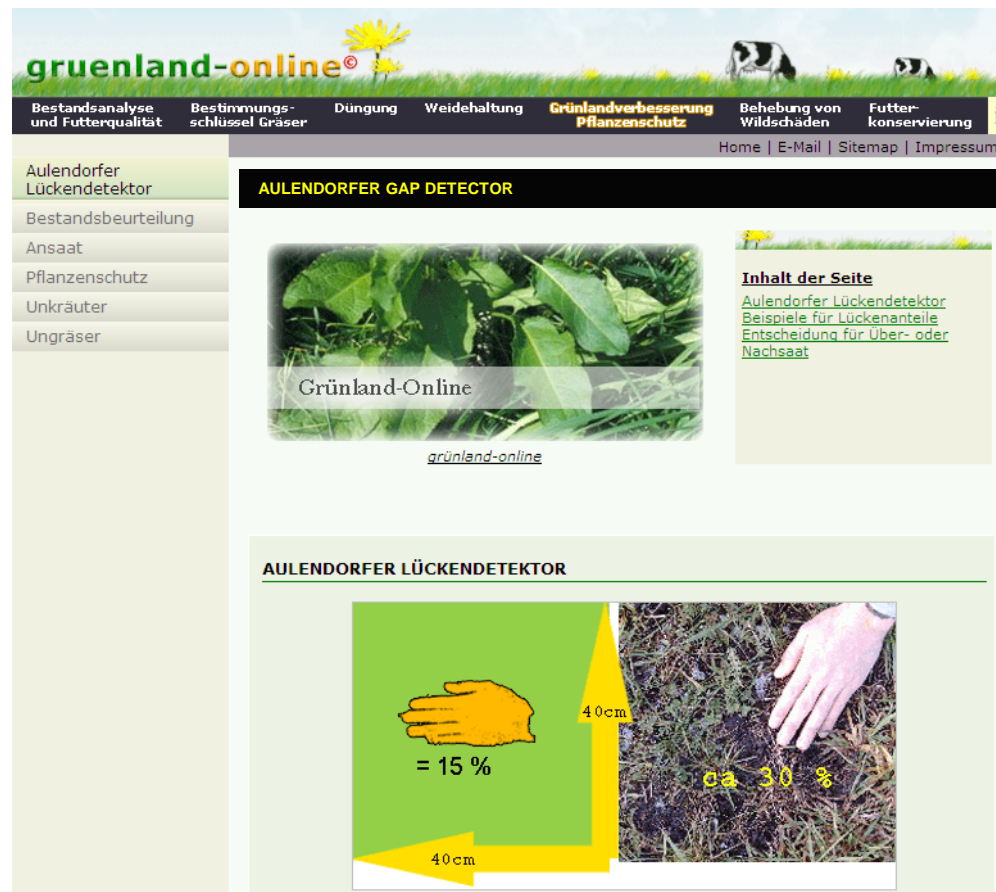 gruenland-online©
Bestandsanalyse und Futterqualität
Bestimmungs-schlüssel Gräser
Düngung
Weidehaltung
Grünlandverbesserung Pflanzenschutz
Behebung von Wildschäden
Futter-konservierung
Home | E-Mail | Sitemap | Impressum
Aulendorfer
Lückendetektor
Bestandsbeurteilung
Ansaat
Pflanzenschutz
Unkräuter
Ungräser
AULENDORFER GAP DETECTOR
Grünland-Online
grünland-online
Inhalt der Seite
Aulendorfer Lückendetektor
Beispiele für Lückenanteile
Entscheidung für Über- oder
Nachsaat
AULENDORFER LÜCKENDETEKTOR
40cm
= 15 %
ca 30 %
40cm